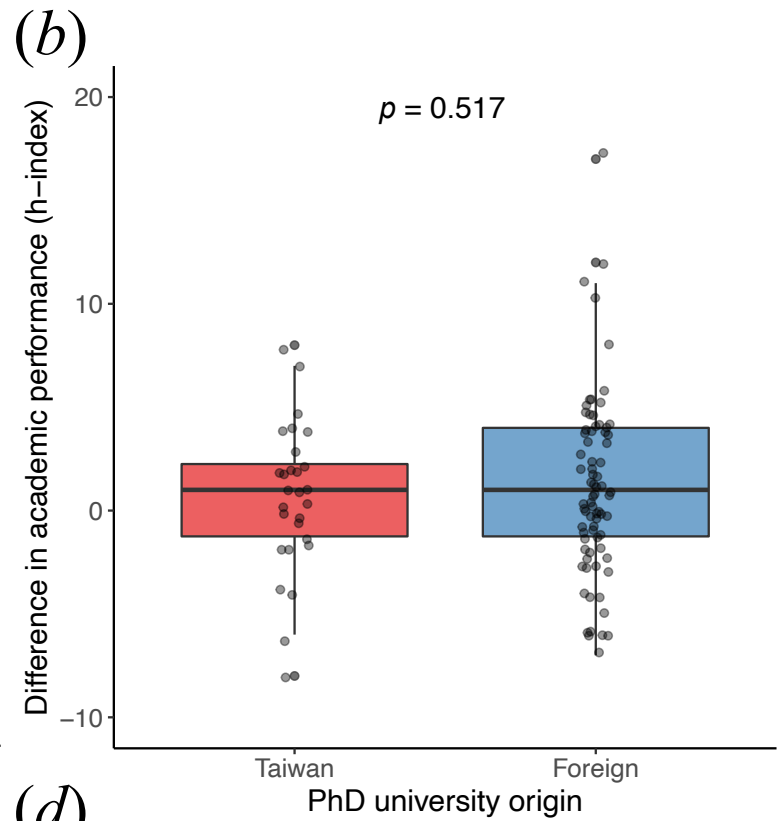 (b)
Difference in academic performance (h−index)
20
10
0
−10
p = 0.517
Taiwan
Foreign
PhD university origin
(d)